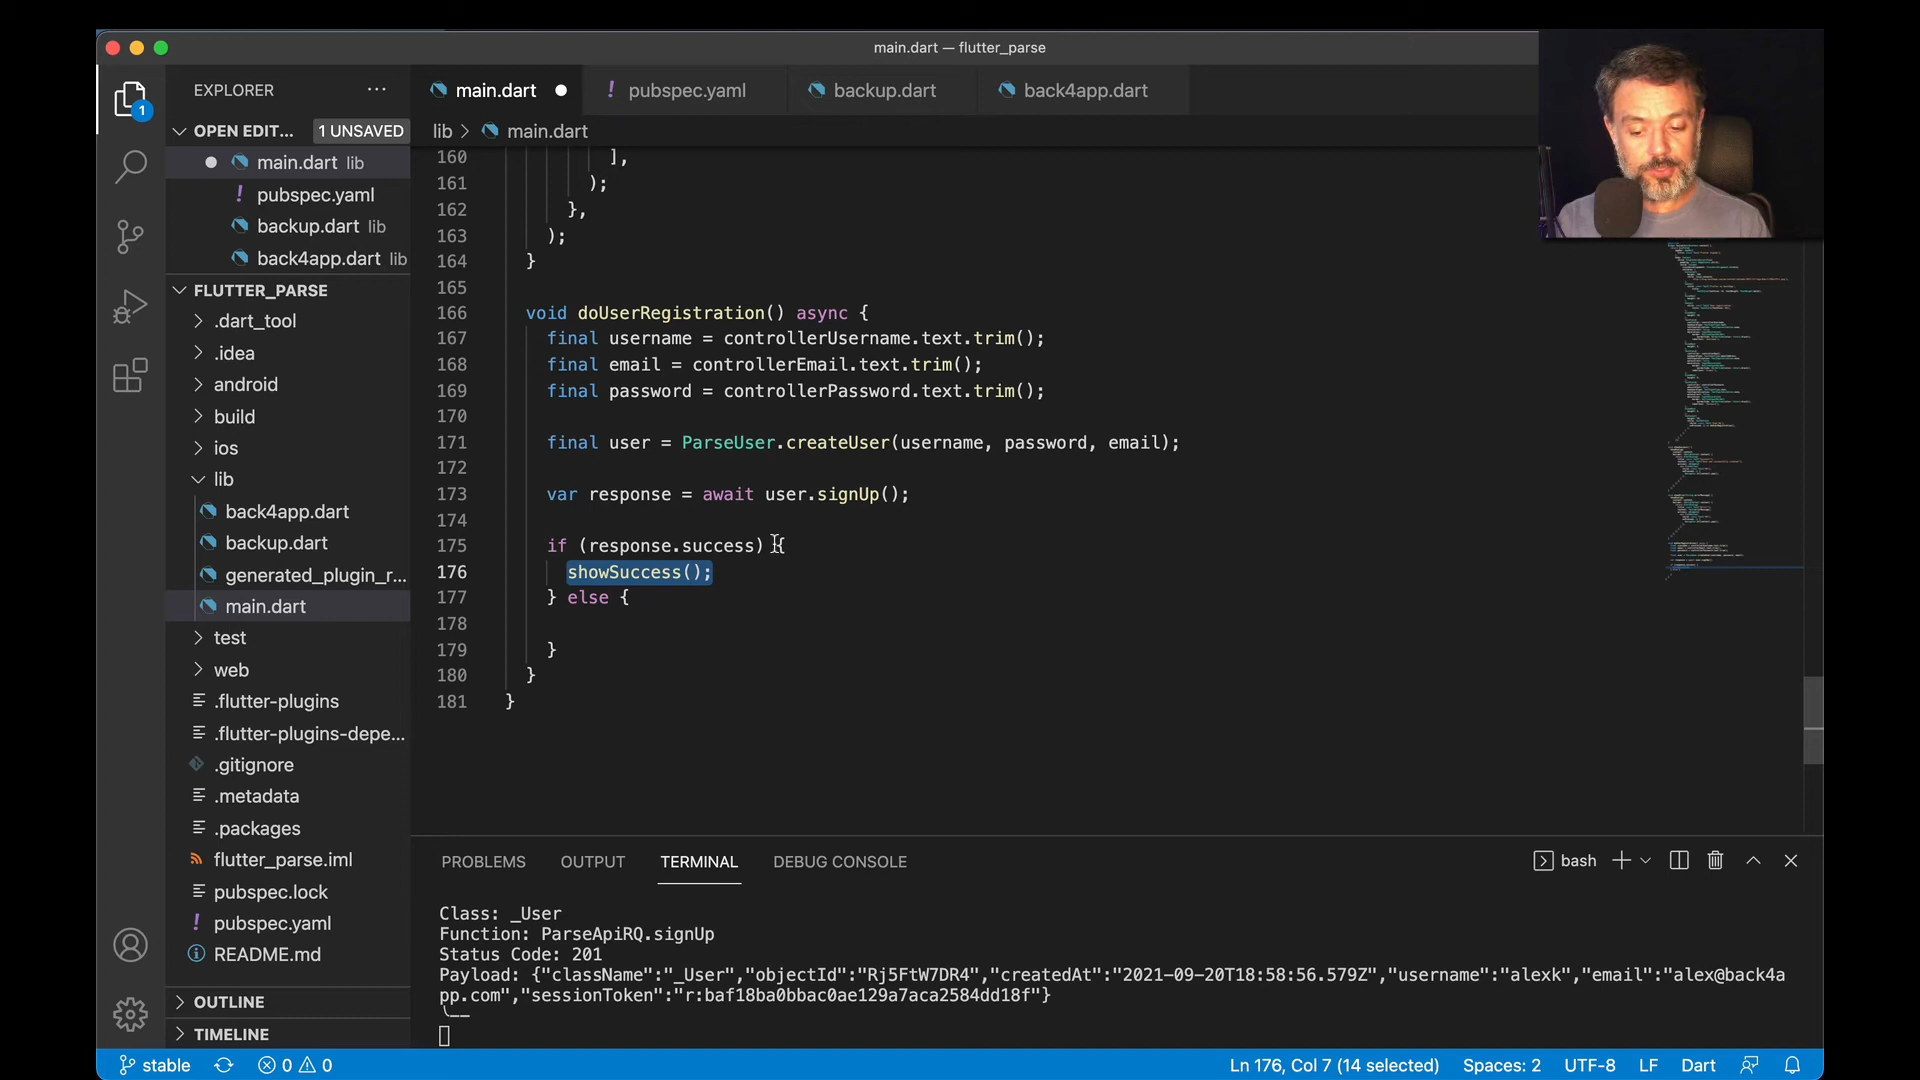 main.dart — flutter_parse
EXPLORER
main.dart
pubspec.yaml
backup.dart
back4app.dart
OPEN EDIT... 1 UNSAVED
lib > main.dart
main.dart lib
pubspec.yaml
backup.dart lib
back4app.dart lib
FLUTTER_PARSE
.dart_tool
.idea
android
build
ios
lib
back4app.dart
backup.dart
generated_plugin_r...
main.dart
test
web
.flutter-plugins
.flutter-plugins-depe...
.gitignore
.metadata
.packages
flutter_parse.iml
pubspec.lock
pubspec.yaml
README.md
OUTLINE
TIMELINE
160 ],
161 );
162 },
163 );
164 }
165
166 void doUserRegistration() async {
167 final username = controllerUsername.text.trim();
168 final email = controllerEmail.text.trim();
169 final password = controllerPassword.text.trim();
170
171 final user = ParseUser.createUser(username, password, email);
172
173 var response = await user.signUp();
174
175 if (response.success) {
176 showSuccess();
177 } else {
178
179 }
180 }
181 }
PROBLEMS OUTPUT TERMINAL DEBUG CONSOLE
bash
Class: _User
Function: ParseApiRQ.signUp
Status Code: 201
Payload: {"className":"_User","objectId":"Rj5FtW7DR4","createdAt":"2021-09-20T18:58:56.579Z","username":"alexk","email":"alex@back4a
pp.com","sessionToken":"r:baf18ba0bbac0ae129a7aca2584dd18f"}
stable 0 0 Ln 176, Col 7 (14 selected) Spaces: 2 UTF-8 LF Dart
1